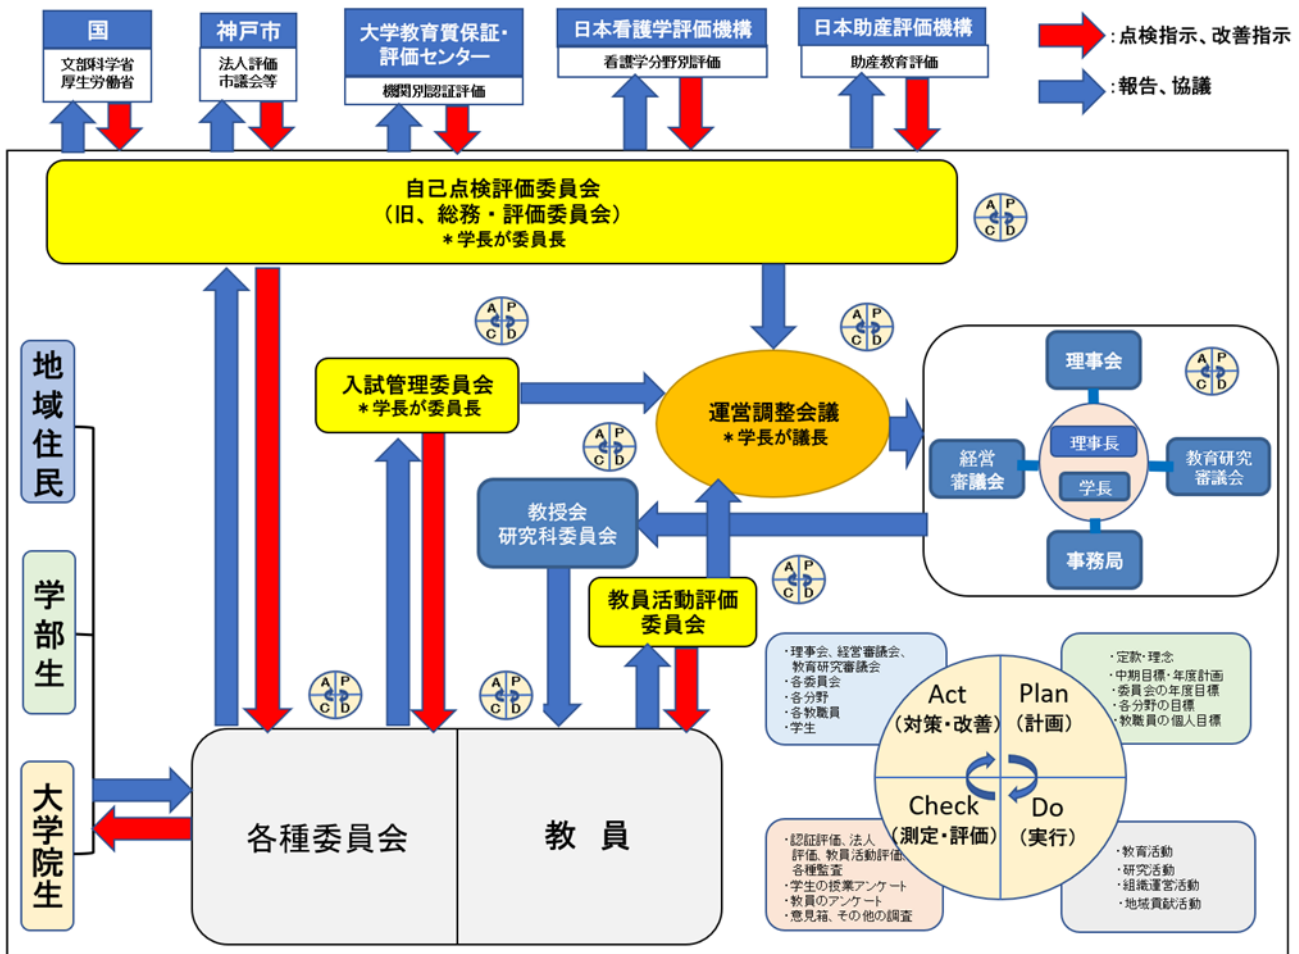 国
文部科学省
厚生労働省
神戸市
法人評価
市議会等
大学教育質保証・
評価センター
機関別認証評価
日本看護学評価機構
看護学分野別評価
日本助産評価機構
助産教育評価
：点検指示、改善指示
：報告、協議
自己点検評価委員会
（旧、総務・評価委員会）
＊学長が委員長
A P
C D
A P
C D
A P
C D
地域住民
入試管理委員会
＊学長が委員長
運営調整会議
＊学長が議長
理事会
A P
C D
理事長
学長
経営
審議会
教育研究
審議会
事務局
A P
C D
教授会
研究科委員会
学部生
教員活動評価
委員会
A P
C D
A P
C D
A P
C D
・理事会、経営審議会、
教育研究審議会
・各委員会
・各分野
・各教職員
・学生
Act
(対策・改善)
Plan
(計画)
・定款・理念
・中期目標・年度計画
・委員会の年度目標
・各分野の目標
・教職員の個人目標
大学院生
各種委員会
教 員
Check
(測定・評価)
Do
(実行)
・認証評価、法人
評価、教員活動評価、
各種監査
・学生の授業アンケート
・教員のアンケート
・意見箱、その他の調査
・教育活動
・研究活動
・組織運営活動
・地域貢献活動